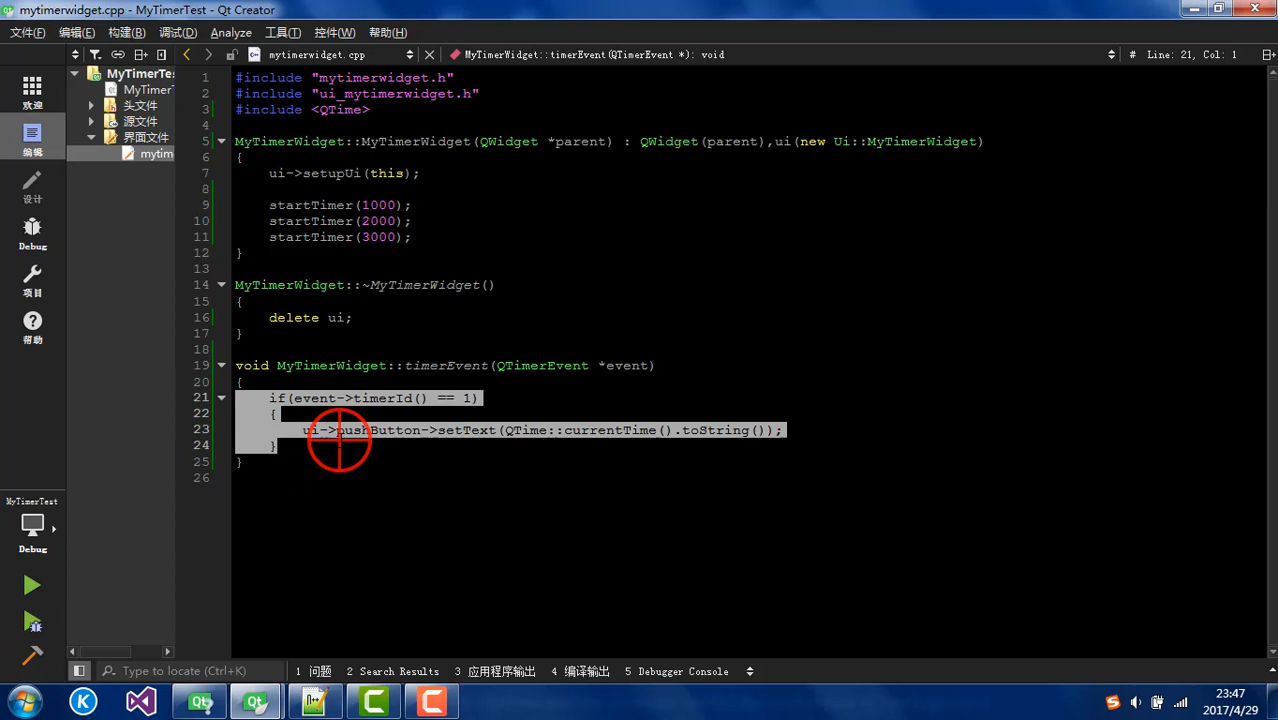 mytimerwidget.cpp - MyTimerTest - Qt Creator
文件(F) 编辑(E) 构建(B) 调试(D) Analyze 工具(T) 控件(W) 帮助(H)
mytimerwidget.cpp MyTimerWidget::timerEvent(QTimerEvent *): void # Line: 21, Col: 1
欢迎
编辑
设计
Debug
项目
帮助
MyTimerTest
Debug
MyTimerTes
MyTimerT
头文件
源文件
界面文件
mytim
1 #include "mytimerwidget.h"
2 #include "ui_mytimerwidget.h"
3 #include <QTime>
4
5 MyTimerWidget::MyTimerWidget(QWidget *parent) : QWidget(parent),ui(new Ui::MyTimerWidget)
6 {
7 ui->setupUi(this);
8
9 startTimer(1000);
10 startTimer(2000);
11 startTimer(3000);
12 }
13
14 MyTimerWidget::~MyTimerWidget()
15 {
16 delete ui;
17 }
18
19 void MyTimerWidget::timerEvent(QTimerEvent *event)
20 {
21 if(event->timerId() == 1)
22 {
23 ui->pushButton->setText(QTime::currentTime().toString());
24 }
25 }
26
Type to locate (Ctrl+K) 1 问题 2 Search Results 3 应用程序输出 4 编译输出 5 Debugger Console
23:47
2017/4/29